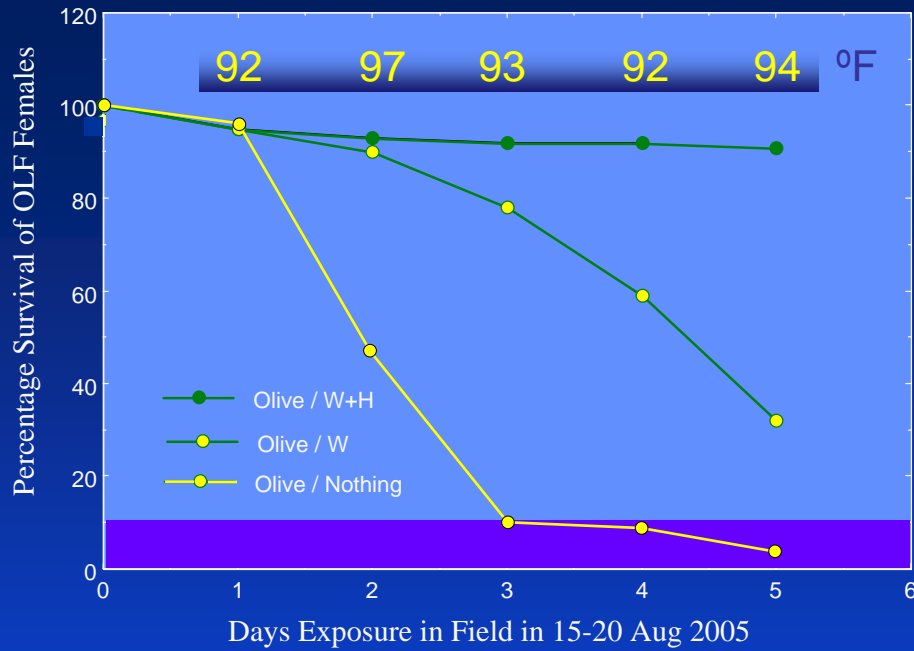 120
92 97 93 92 94 ºF
100
80
60
40
20
0
Percentage Survival of OLF Females
Olive / W+H
Olive / W
Olive / Nothing
0 1 2 3 4 5 6
Days Exposure in Field in 15-20 Aug 2005